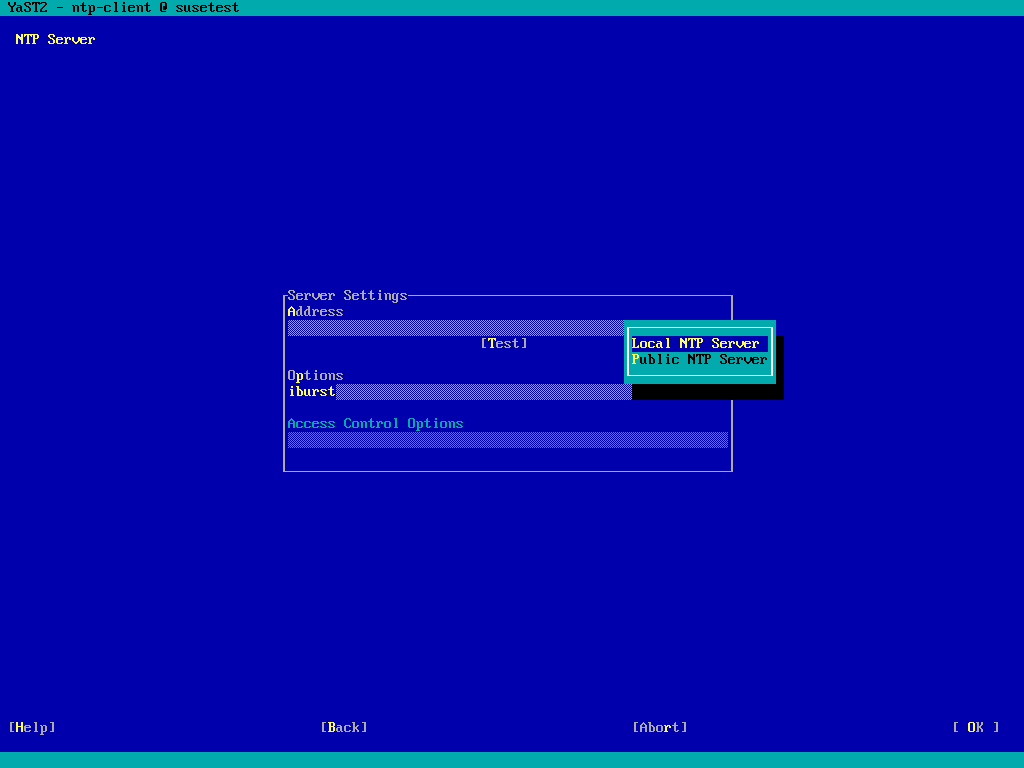 YaST2 - ntp-client @ susetest
NTP Server
Server Settings
Address
[Test]
Local NTP Server
Public NTP Server
Options
iburst
Access Control Options
[Help] [Back] [Abort] [ OK ]